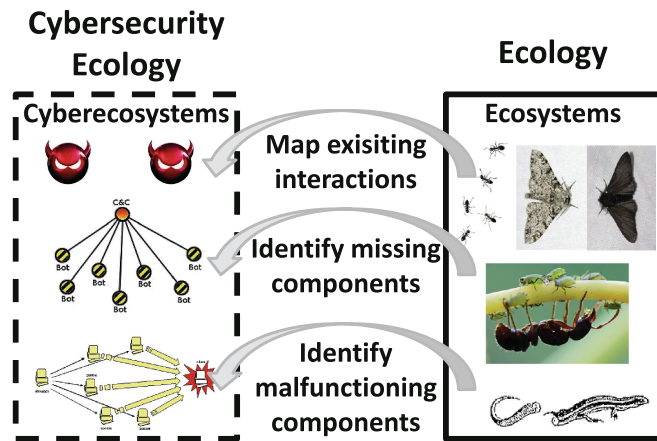 Cybersecurity
Ecology
Ecology
Cyberecosystems
Ecosystems
Map exisiting
interactions
C&C
Identify missing
components
Bot
Bot
Bot
Bot
Bot
Bot
Bot
Identify
malfunctioning
components